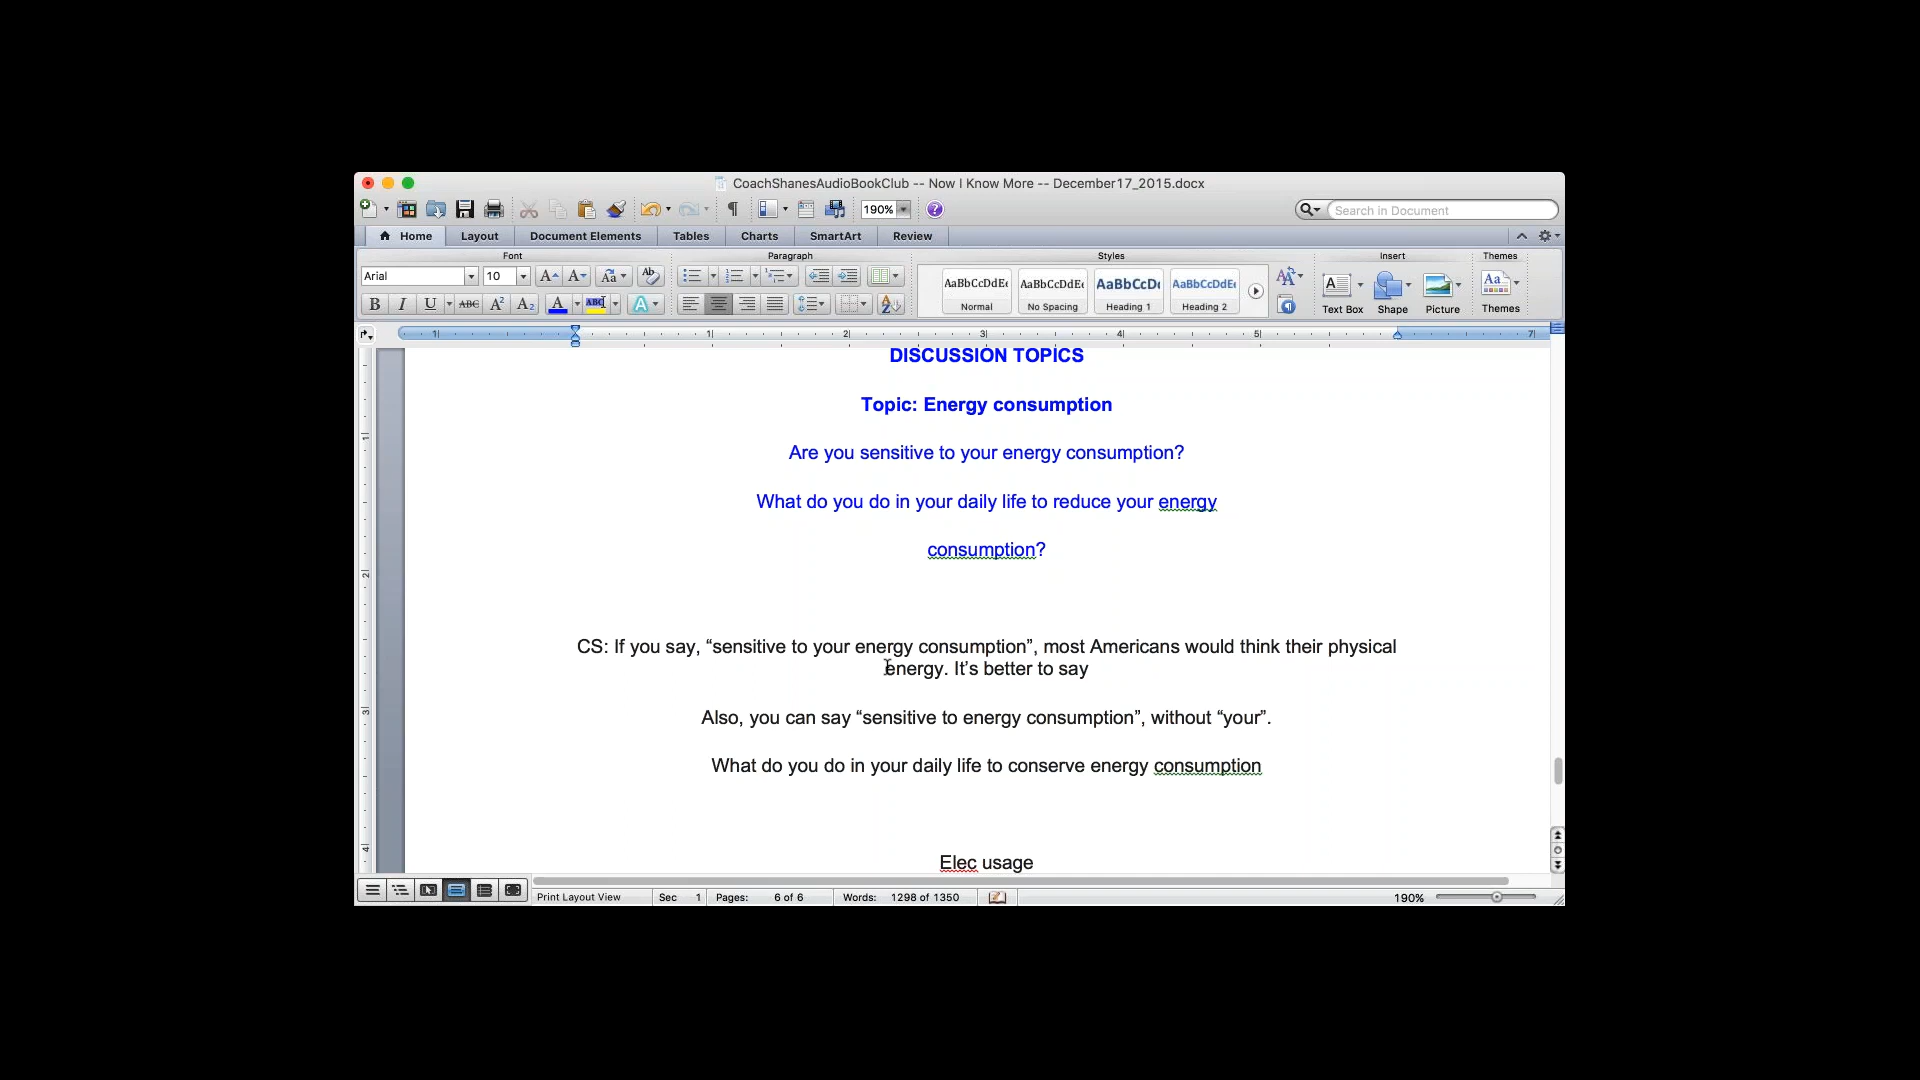 CoachShanesAudioBookClub -- Now I Know More -- December17_2015.docx
190%
Search in Document
Home Layout Document Elements Tables Charts SmartArt Review
Font Paragraph Styles Insert Themes
Arial 10
AaBbCcDdEe AaBbCcDdEe AaBbCcDc AaBbCcDdEe
Normal No Spacing Heading 1 Heading 2
Text Box Shape Picture Themes
DISCUSSION TOPICS
Topic: Energy consumption
Are you sensitive to your energy consumption?
What do you do in your daily life to reduce your energy
consumption?
CS: If you say, “sensitive to your energy consumption”, most Americans would think their physical
energy. It’s better to say
Also, you can say “sensitive to energy consumption”, without “your”.
What do you do in your daily life to conserve energy consumption
Elec usage
Print Layout View Sec 1 Pages: 6 of 6 Words: 1298 of 1350 190%